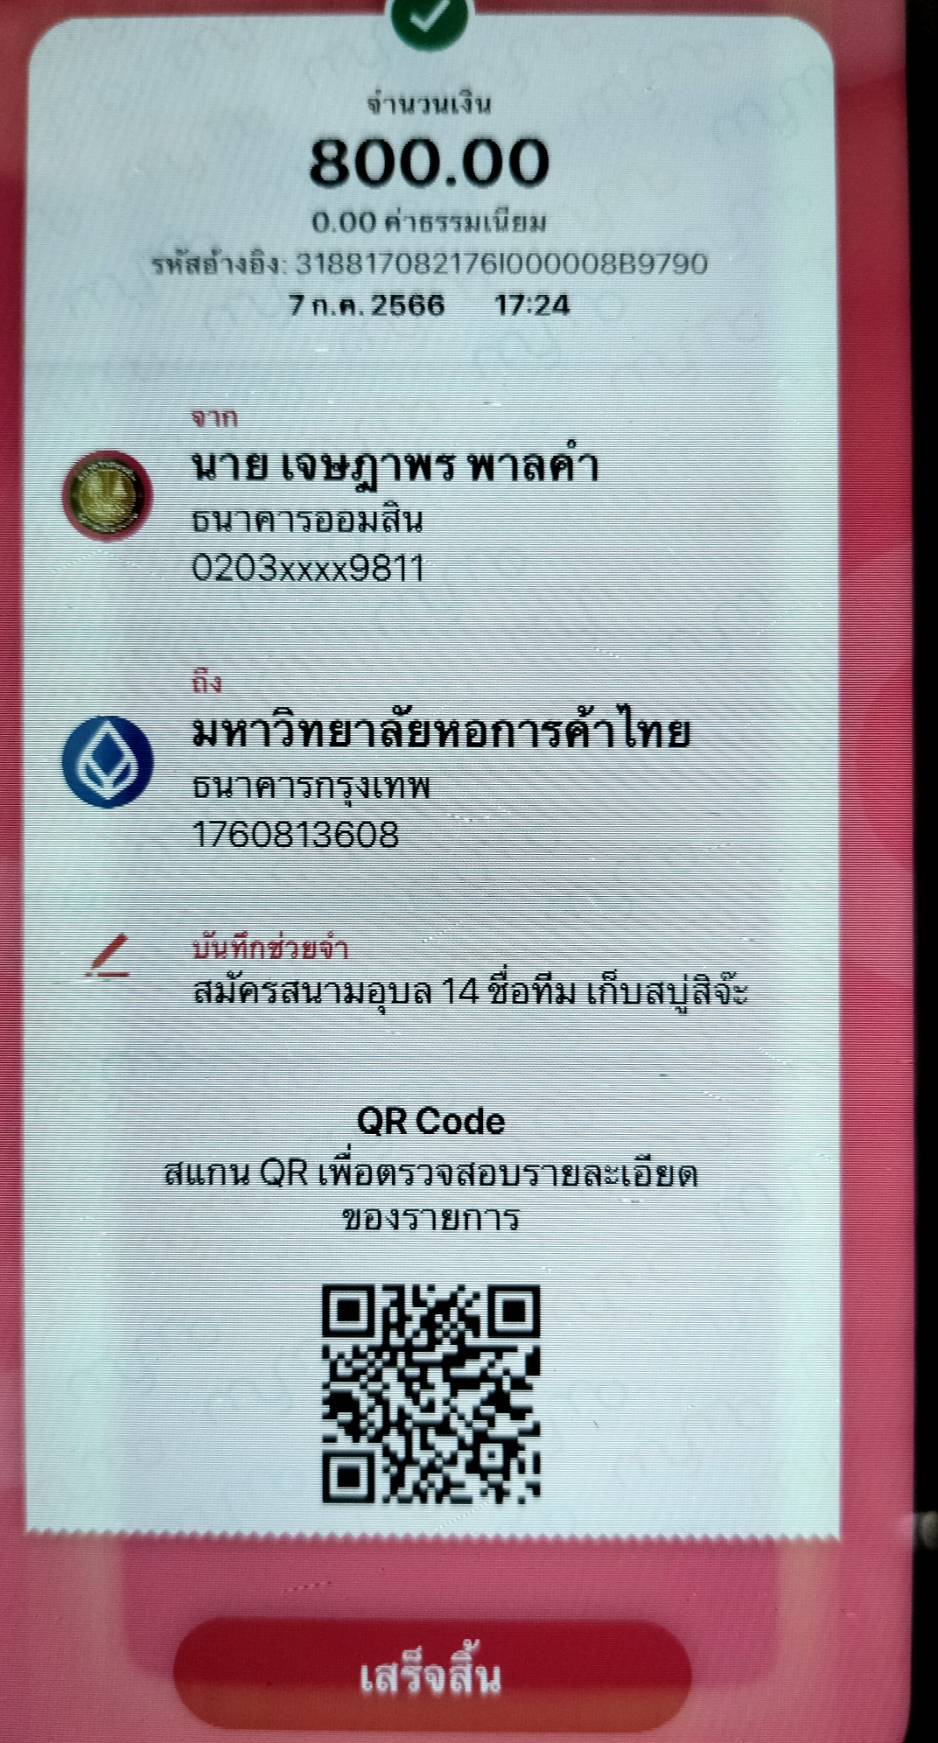 จำนวนเงิน
800.00
0.00 ค่าธรรมเนียม
รหัสอ้างอิง: 318817082176I000008B9790
7 ก.ค. 2566 17:24
จาก
นาย เจษฎาพร พาลคำ
ธนาคารออมสิน
0203xxxx9811
ถึง
มหาวิทยาลัยหอการค้าไทย
ธนาคารกรุงเทพ
1760813608
บันทึกช่วยจำ
สมัครสนามอุบล 14 ชื่อทีม เก็บสบู่สิจ๊ะ
QR Code
สแกน QR เพื่อตรวจสอบรายละเอียด
ของรายการ
เสร็จสิ้น